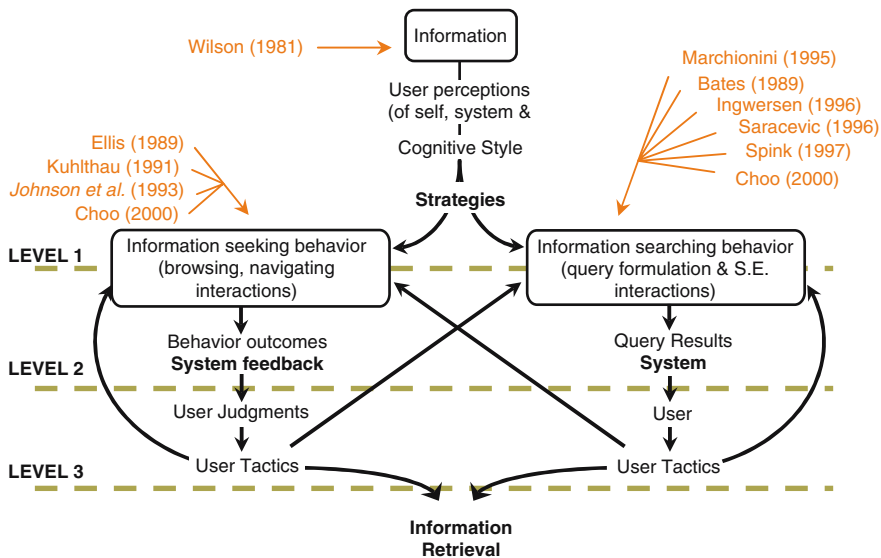 Information
Wilson (1981)
User perceptions
(of self, system &
Cognitive Style
Strategies
Marchionini (1995)
Bates (1989)
Ingwersen (1996)
Saracevic (1996)
Spink (1997)
Choo (2000)
Ellis (1989)
Kuhlthau (1991)
Johnson et al. (1993)
Choo (2000)
LEVEL 1
Information seeking behavior
(browsing, navigating
interactions)
Information searching behavior
(query formulation & S.E.
interactions)
Behavior outcomes
System feedback
Query Results
System
LEVEL 2
User Judgments
User
LEVEL 3
User Tactics
User Tactics
Information
Retrieval